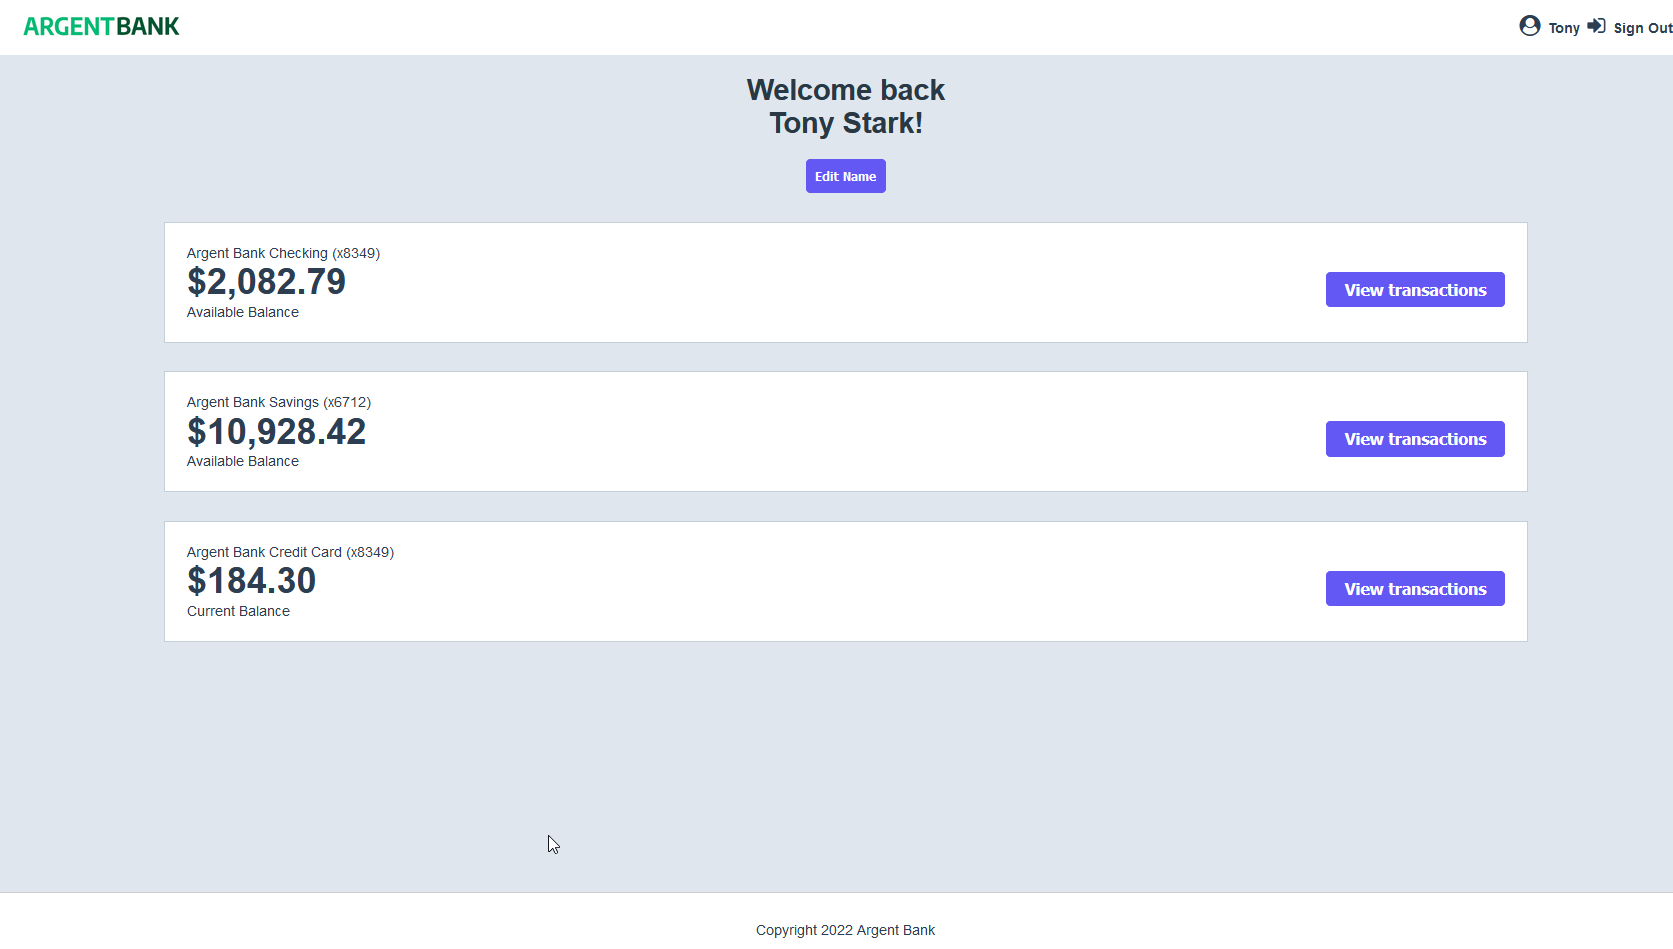 ARGENTBANK
Tony Sign Out
Welcome back
Tony Stark!
Edit Name
Argent Bank Checking (x8349)
$2,082.79
Available Balance
View transactions
Argent Bank Savings (x6712)
$10,928.42
Available Balance
View transactions
Argent Bank Credit Card (x8349)
$184.30
Current Balance
View transactions
Copyright 2022 Argent Bank